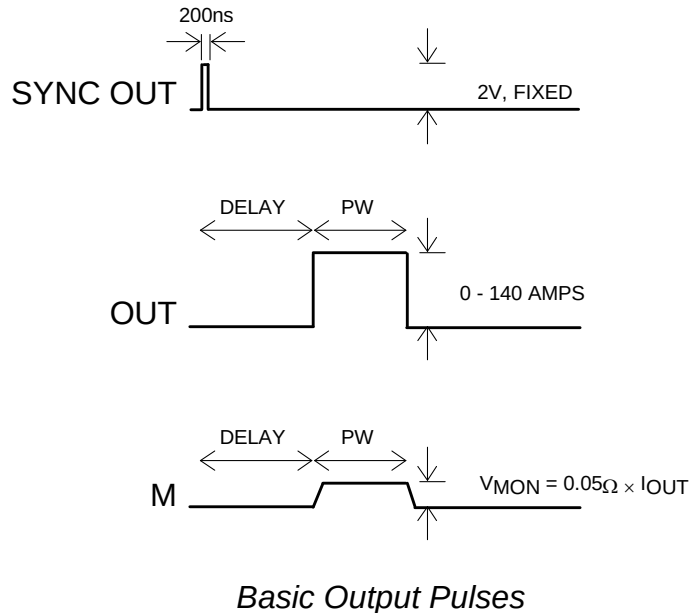 200ns
SYNC OUT
2V, FIXED
DELAY PW
OUT
0 - 140 AMPS
DELAY PW
M
VMON = 0.05Ω × IOUT
Basic Output Pulses